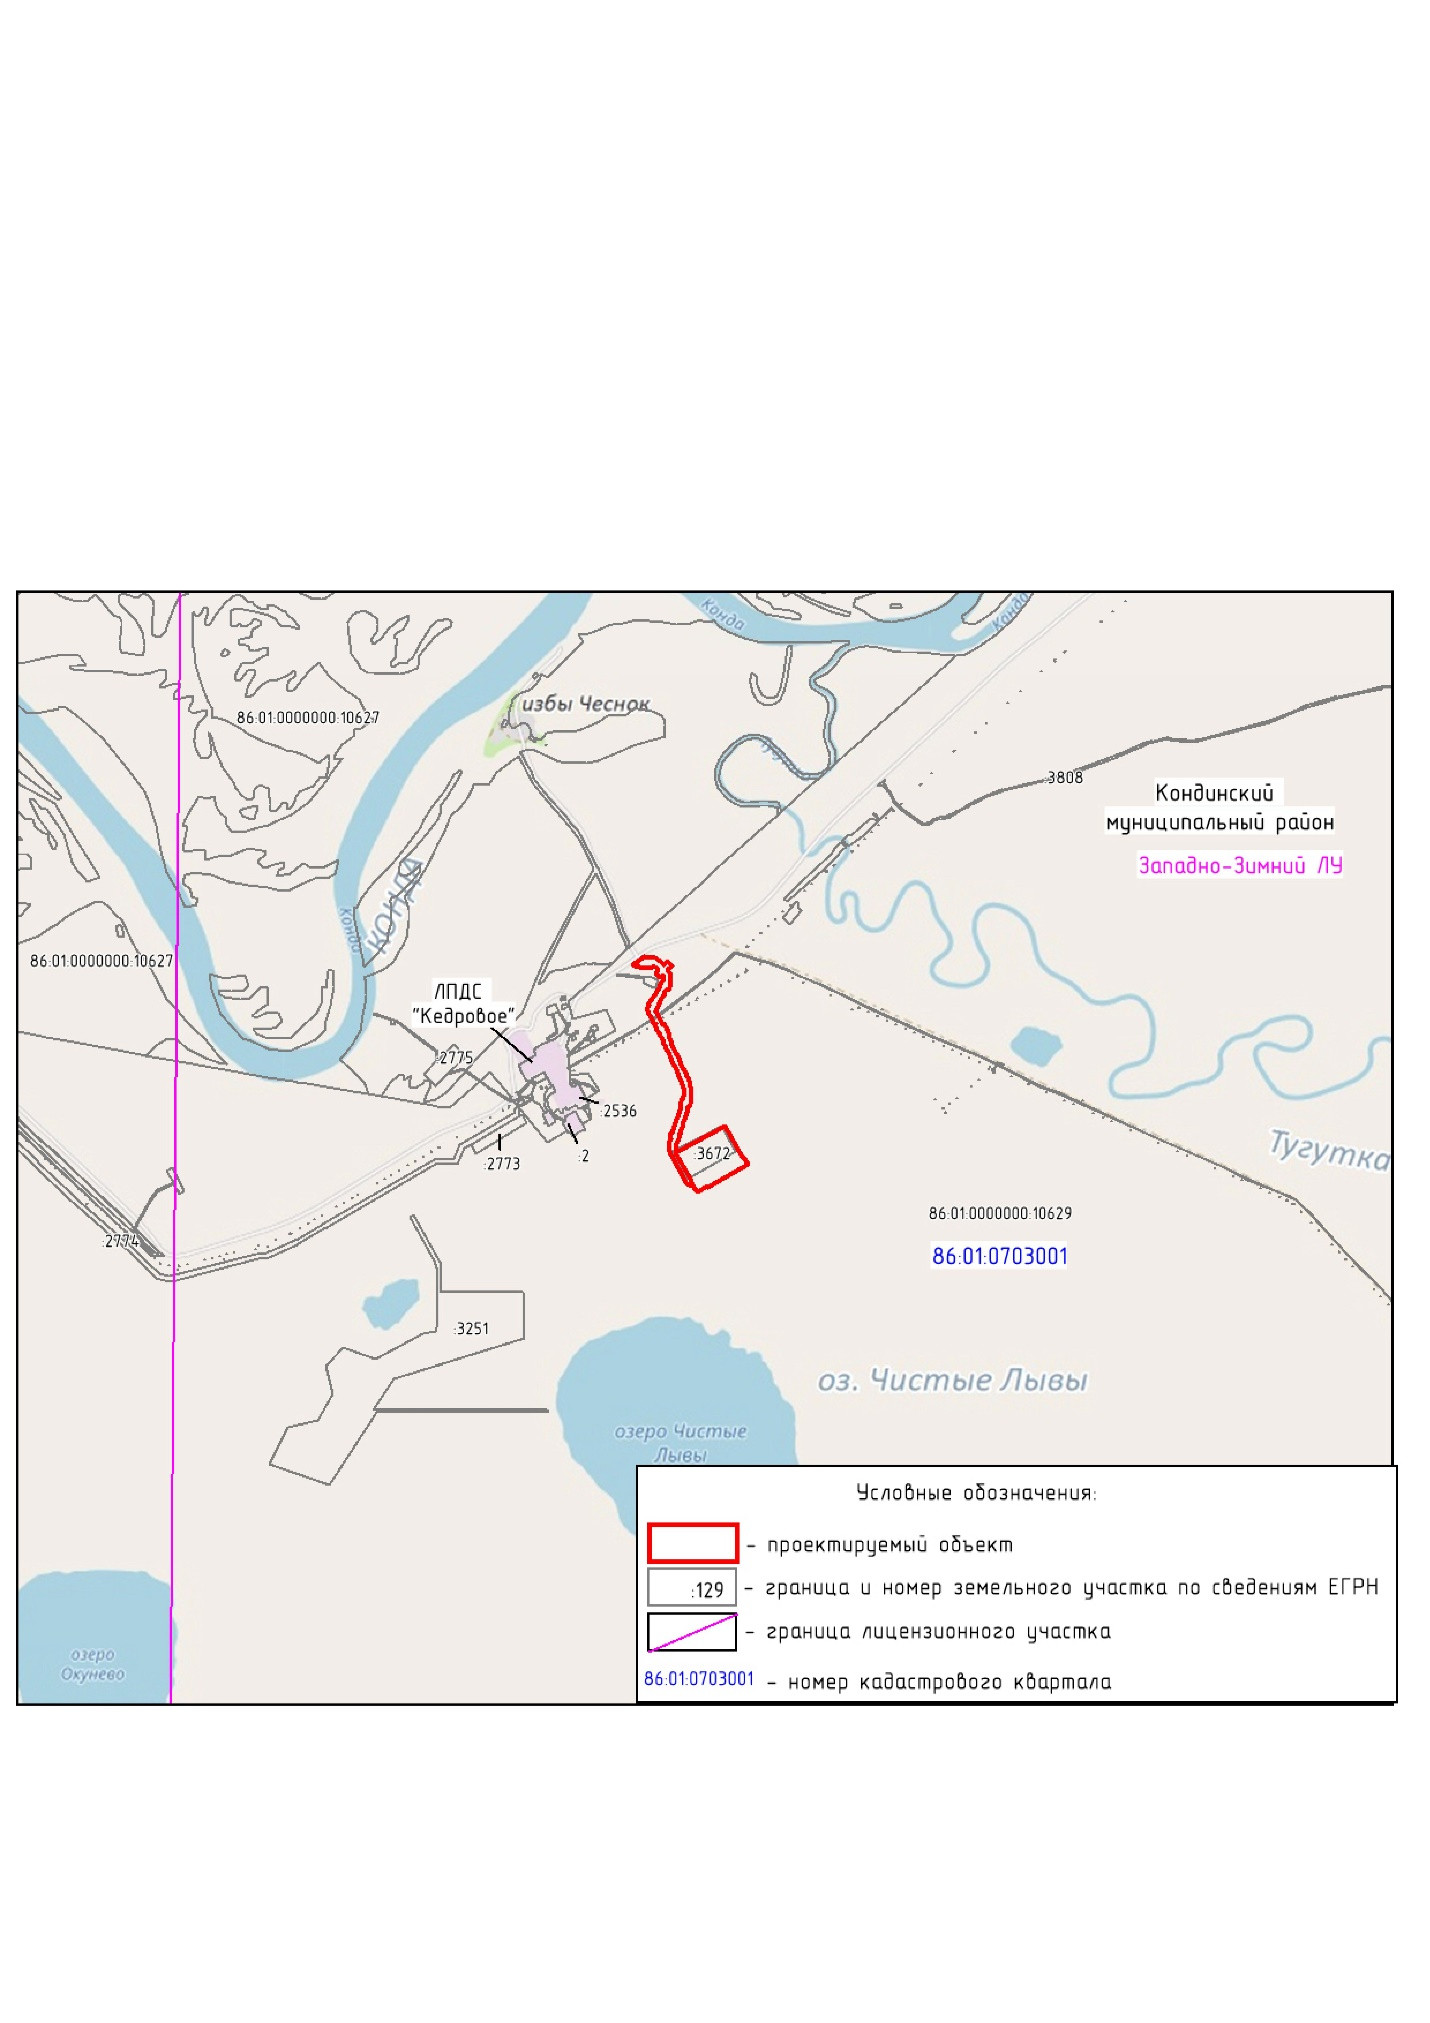 Конда
Конда
избы Чеснок
86:01:0000000:10627
:3808
Кондинский
муниципальный район
Западно-Зимний ЛУ
КОНДА
Конда
86:01:0000000:10627
ЛПДС
"Кедровое"
:2775
:2536
:2
:2773
:3672
Тугутка
86:01:0000000:10629
86:01:0703001
:2774
:3251
оз. Чистые Лывы
озеро Чистые
Лывы
озеро
Окунево
Условные обозначения:
- проектируемый объект
:129 - граница и номер земельного участка по сведениям ЕГРН
- граница лицензионного участка
86:01:0703001 - номер кадастрового квартала